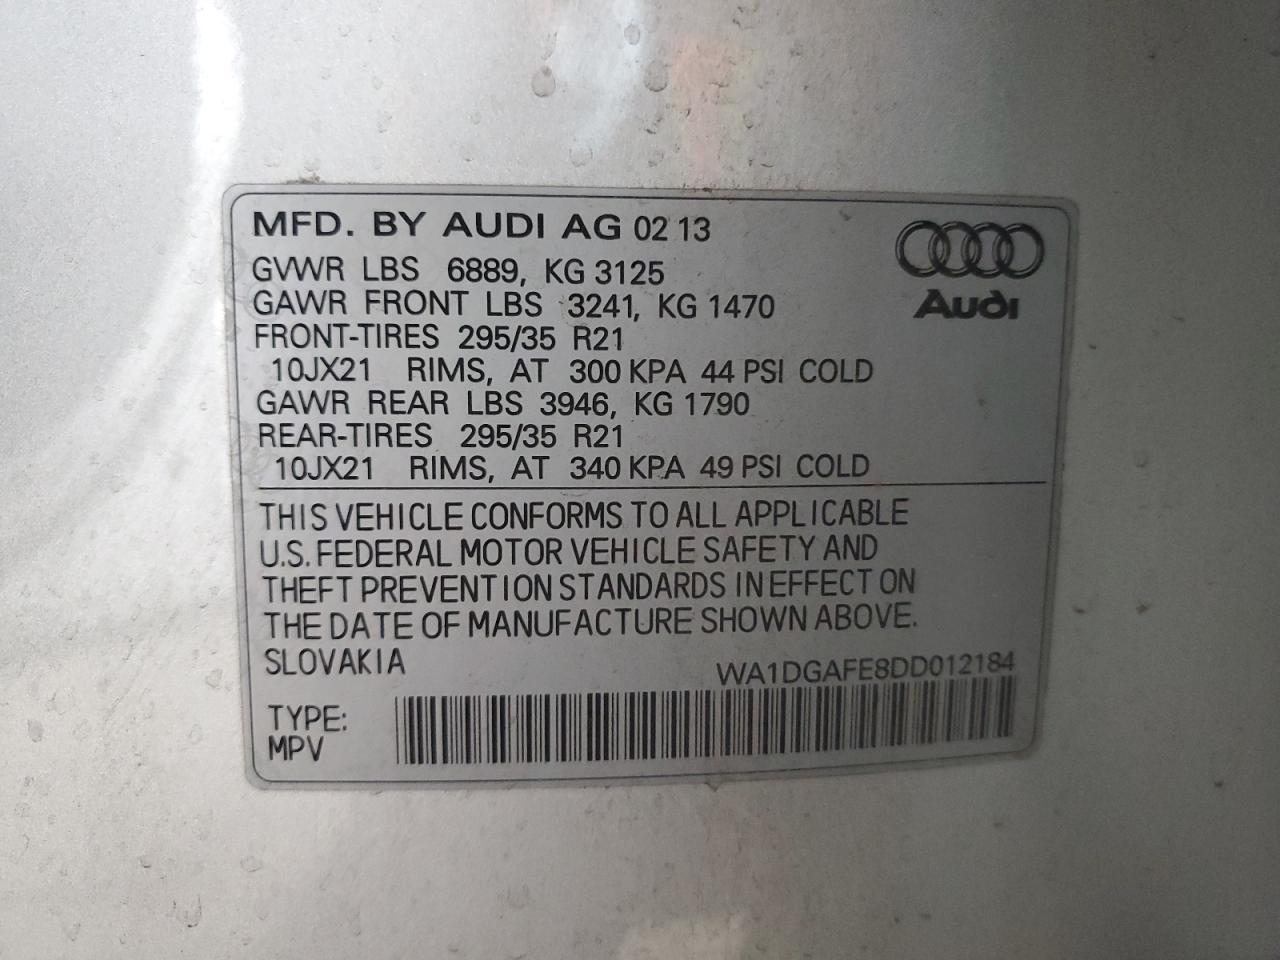 MFD. BY AUDI AG 02 13
GVWR LBS 6889, KG 3125
GAWR FRONT LBS 3241, KG 1470
FRONT-TIRES 295/35 R21
10JX21 RIMS, AT 300 KPA 44 PSI COLD
GAWR REAR LBS 3946, KG 1790
REAR-TIRES 295/35 R21
10JX21 RIMS, AT 340 KPA 49 PSI COLD
Audi
THIS VEHICLE CONFORMS TO ALL APPLICABLE
U.S. FEDERAL MOTOR VEHICLE SAFETY AND
THEFT PREVENTION STANDARDS IN EFFECT ON
THE DATE OF MANUFACTURE SHOWN ABOVE.
SLOVAKIA
WA1DGAFE8DD012184
TYPE:
MPV